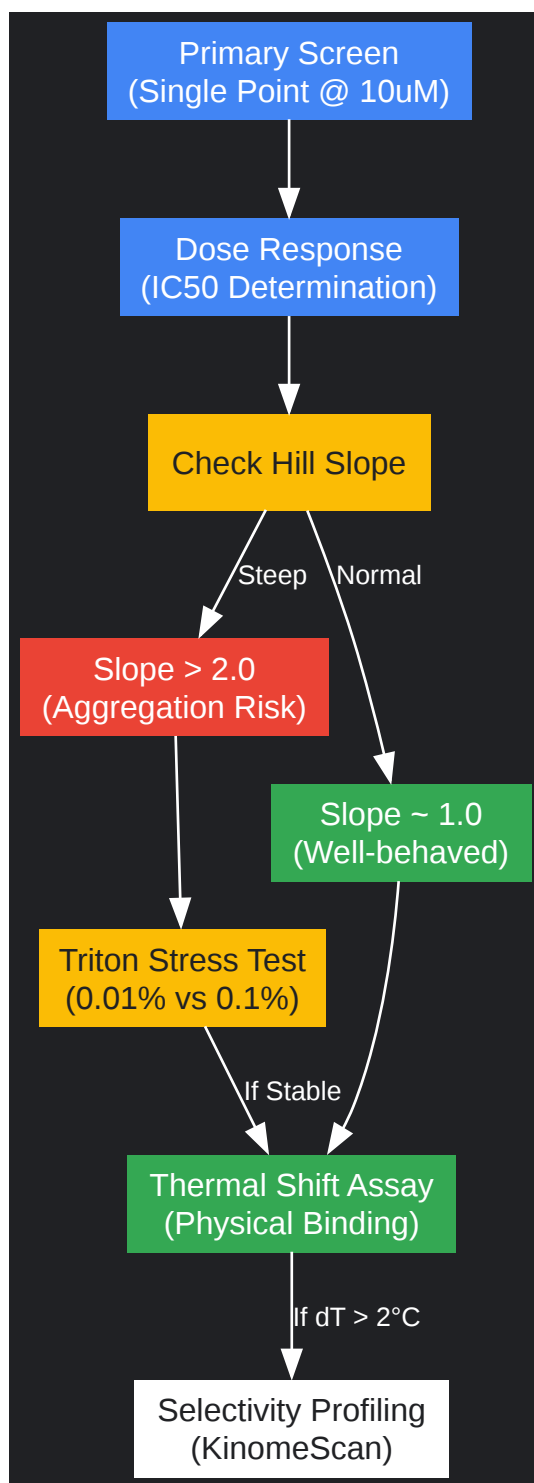 Primary Screen
(Single Point @ 10uM)
Dose Response
(IC50 Determination)
Check Hill Slope
Steep
Normal
Slope > 2.0
(Aggregation Risk)
Slope ~ 1.0
(Well-behaved)
Triton Stress Test
(0.01% vs 0.1%)
If Stable
Thermal Shift Assay
(Physical Binding)
If dT > 2°C
Selectivity Profiling
(KinomeScan)